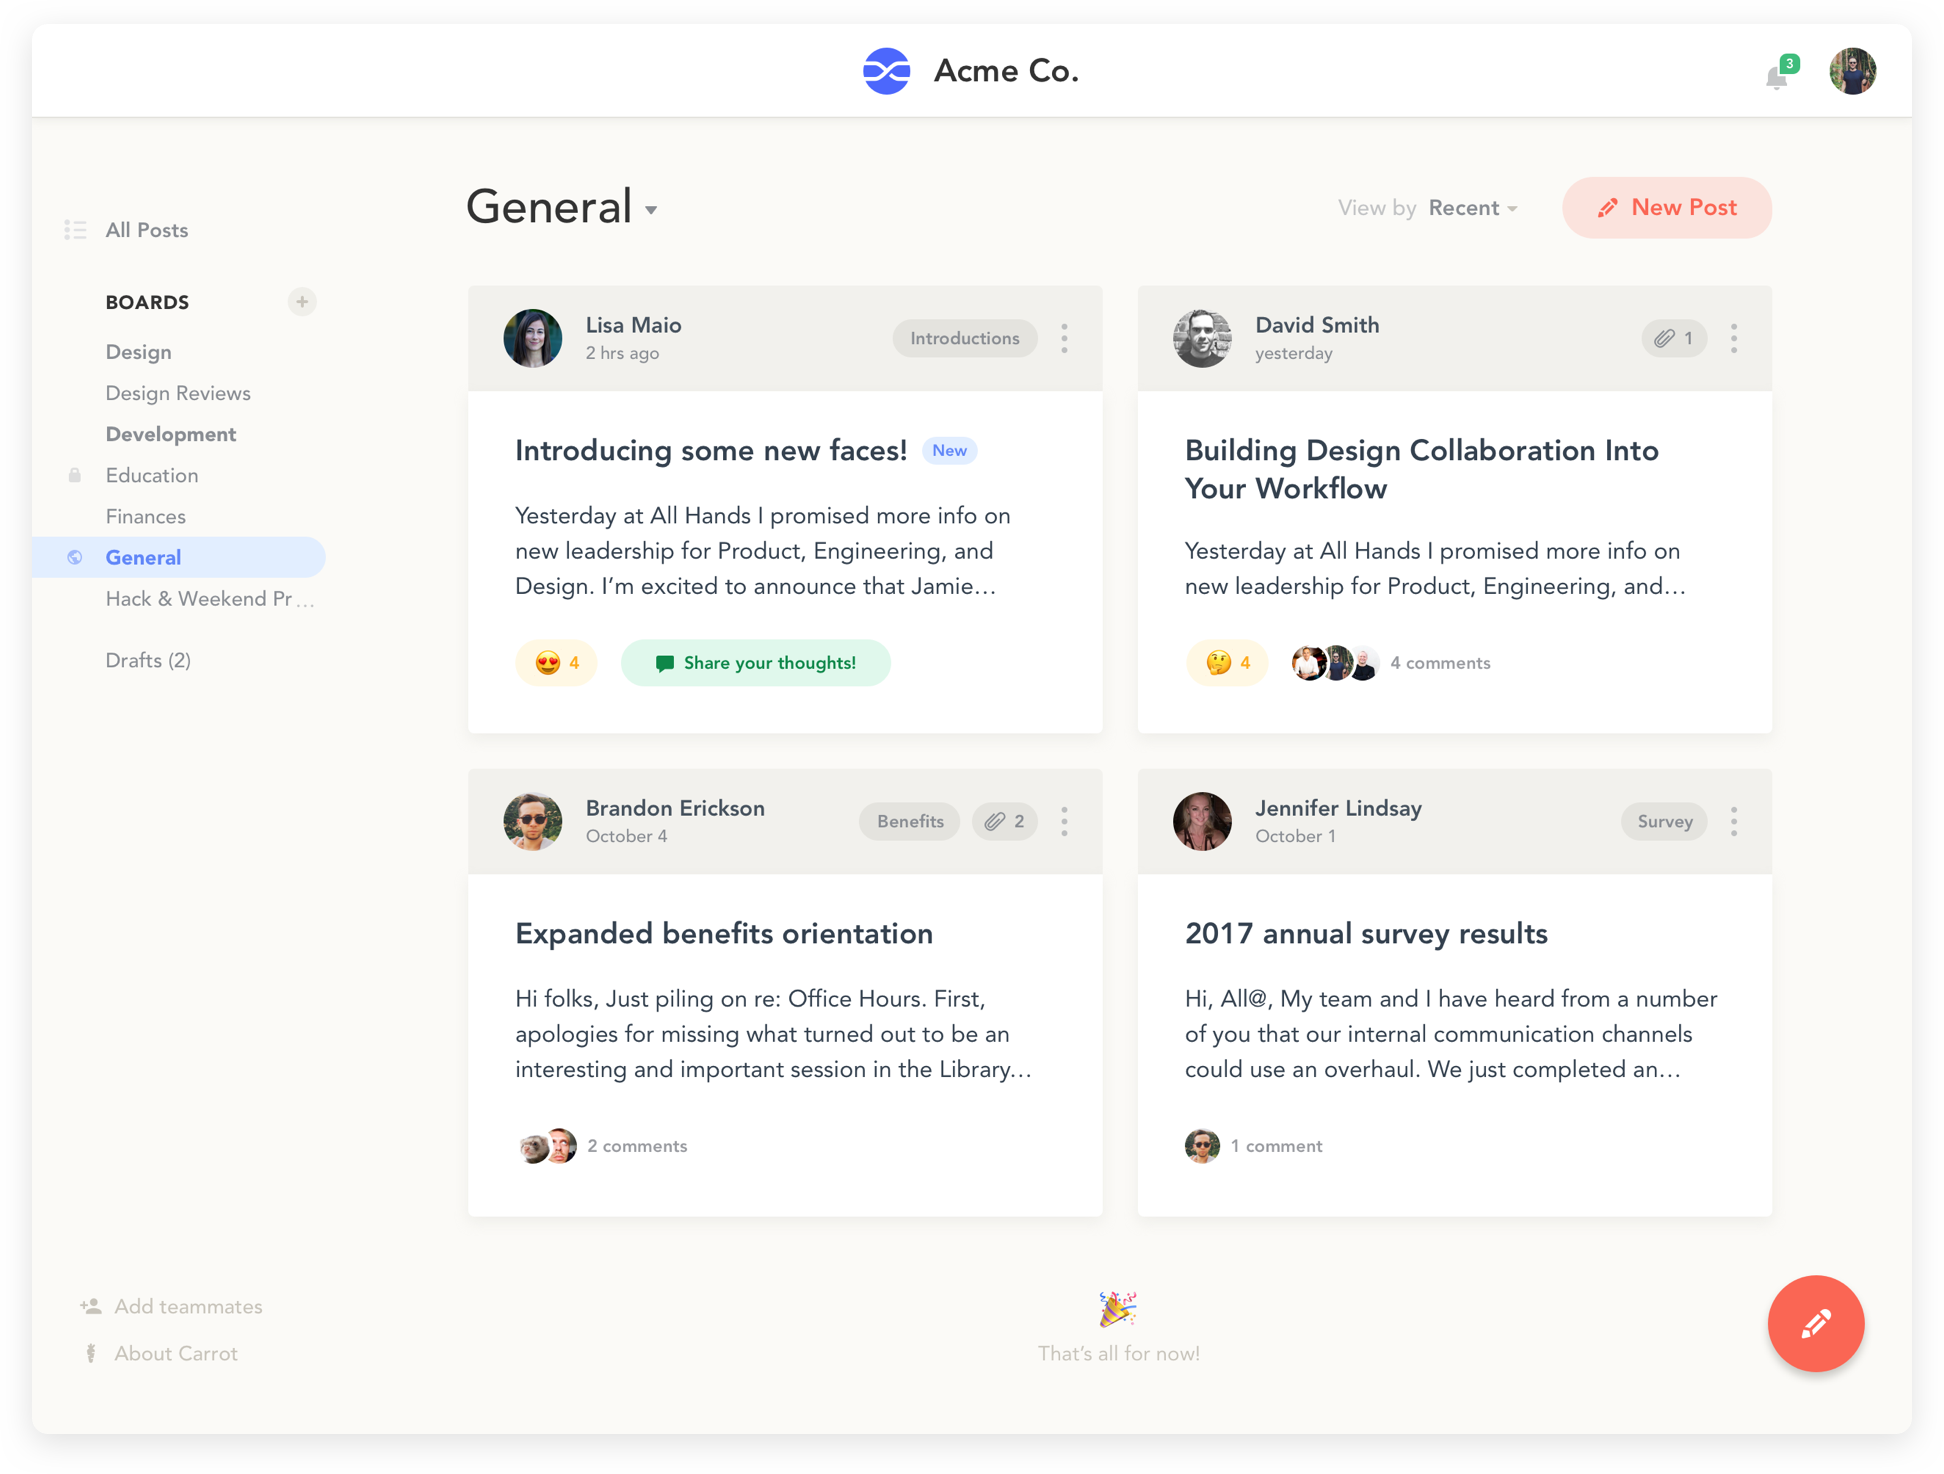 Acme Co.
3
All Posts
BOARDS
+
Design
Design Reviews
Development
Education
Finances
General
Hack & Weekend Pr...
Drafts (2)
Add teammates
About Carrot
General
View by Recent
New Post
Lisa Maio
2 hrs ago
Introductions
Introducing some new faces! New
Yesterday at All Hands I promised more info on
new leadership for Product, Engineering, and
Design. I’m excited to announce that Jamie…
4
Share your thoughts!
David Smith
yesterday
1
Building Design Collaboration Into
Your Workflow
Yesterday at All Hands I promised more info on
new leadership for Product, Engineering, and…
4
4 comments
Brandon Erickson
October 4
Benefits
2
Expanded benefits orientation
Hi folks, Just piling on re: Office Hours. First,
apologies for missing what turned out to be an
interesting and important session in the Library…
2 comments
Jennifer Lindsay
October 1
Survey
2017 annual survey results
Hi, All@, My team and I have heard from a number
of you that our internal communication channels
could use an overhaul. We just completed an…
1 comment
That’s all for now!